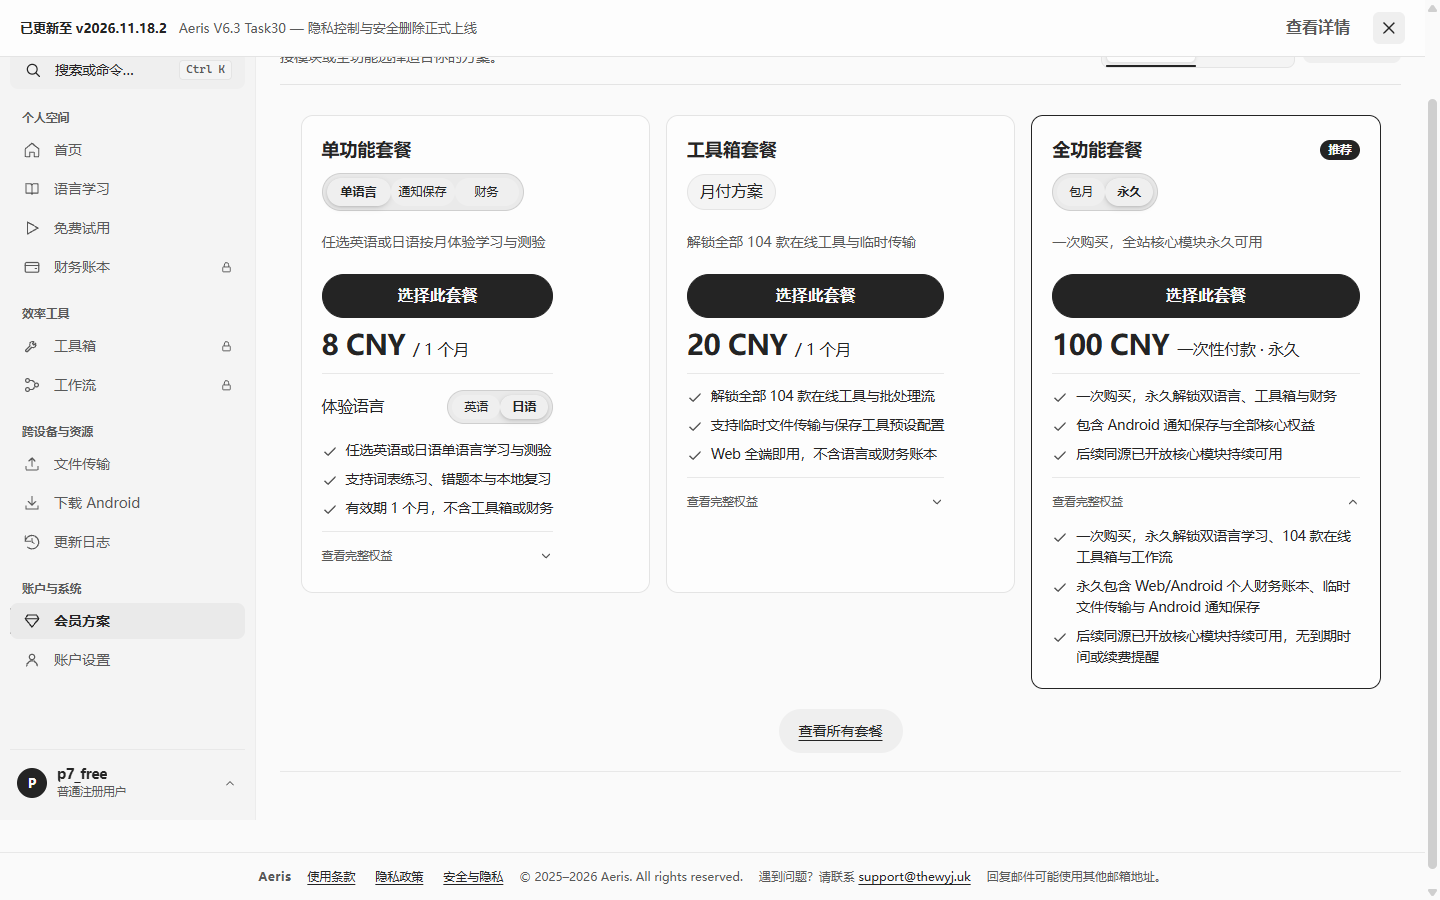 已更新至 v2026.11.18.2 Aeris V6.3 Task30 — 隐私控制与安全删除正式上线 查看详情
搜索或命令... Ctrl K
按模块或全功能选择适合你的方案。
个人空间
首页
语言学习
免费试用
财务账本
效率工具
工具箱
工作流
跨设备与资源
文件传输
下载 Android
更新日志
账户与系统
会员方案
账户设置
P
p7_free
普通注册用户
单功能套餐
单语言 通知保存 财务
任选英语或日语按月体验学习与测验
选择此套餐
8 CNY / 1 个月
体验语言 英语 日语
任选英语或日语单语言学习与测验
支持词表练习、错题本与本地复习
有效期 1 个月，不含工具箱或财务
查看完整权益
工具箱套餐
月付方案
解锁全部 104 款在线工具与临时传输
选择此套餐
20 CNY / 1 个月
解锁全部 104 款在线工具与批处理流
支持临时文件传输与保存工具预设配置
Web 全端即用，不含语言或财务账本
查看完整权益
全功能套餐 推荐
包月 永久
一次购买，全站核心模块永久可用
选择此套餐
100 CNY 一次性付款 · 永久
一次购买，永久解锁双语言、工具箱与财务
包含 Android 通知保存与全部核心权益
后续同源已开放核心模块持续可用
查看完整权益
一次购买，永久解锁双语言学习、104 款在线
工具箱与工作流
永久包含 Web/Android 个人财务账本、临时
文件传输与 Android 通知保存
后续同源已开放核心模块持续可用，无到期时
间或续费提醒
查看所有套餐
Aeris 使用条款 隐私政策 安全与隐私 © 2025–2026 Aeris. All rights reserved. 遇到问题？请联系 support@thewyj.uk 回复邮件可能使用其他邮箱地址。